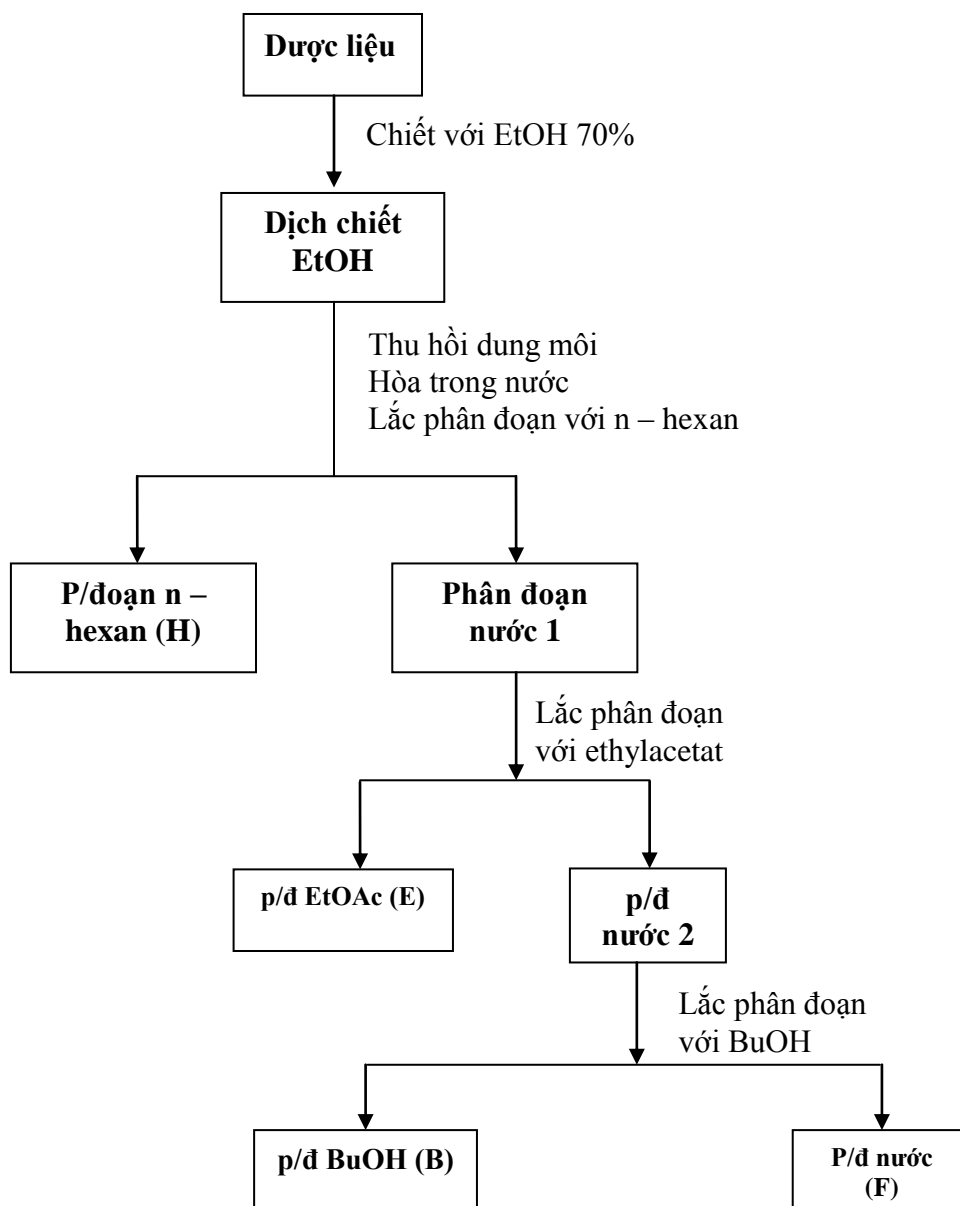 Dược liệu
Chiết với EtOH 70%
Dịch chiết
EtOH
Thu hồi dung môi
Hòa trong nước
Lắc phân đoạn với n – hexan
P/đoạn n –
hexan (H)
Phân đoạn
nước 1
Lắc phân đoạn
với ethylacetat
p/đ EtOAc (E)
p/đ
nước 2
Lắc phân đoạn
với BuOH
p/đ BuOH (B)
P/đ nước
(F)